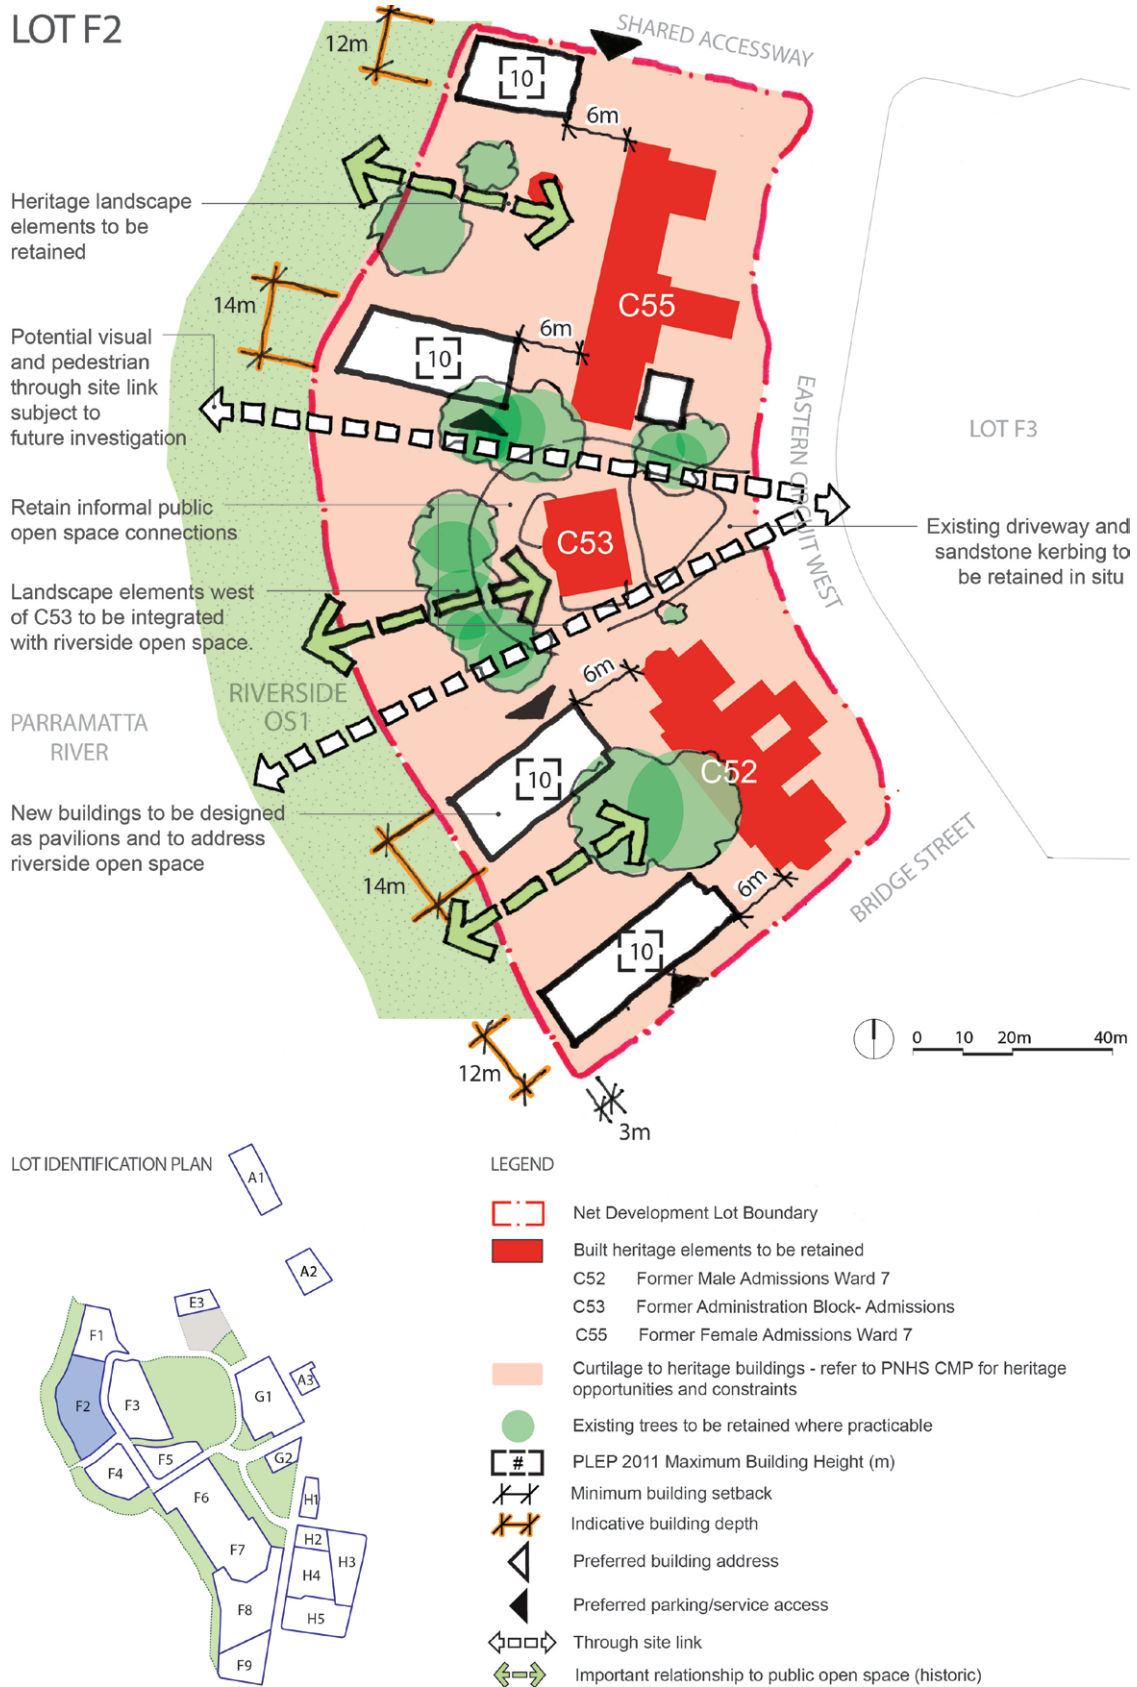 LOT F2
SHARED ACCESSWAY
12m
10
6m
Heritage landscape
elements to be
retained
C55
14m
6m
10
Potential visual
and pedestrian
through site link
subject to
future investigation
EASTERN CIRCUIT WEST
LOT F3
Retain informal public
open space connections
C53
Existing driveway and
sandstone kerbing to
be retained in situ
Landscape elements west
of C53 to be integrated
with riverside open space.
6m
RIVERSIDE
OS1
PARRAMATTA
RIVER
C52
10
New buildings to be designed
as pavilions and to address
riverside open space
BRIDGE STREET
14m
6m
10
0 10 20m 40m
12m
3m
LOT IDENTIFICATION PLAN
A1
A2
E3
F1
A3
F2
F3
G1
F5
G2
F4
F6
H1
H2
F7
H3
H4
F8
H5
F9
LEGEND
Net Development Lot Boundary
Built heritage elements to be retained
C52 Former Male Admissions Ward 7
C53 Former Administration Block- Admissions
C55 Former Female Admissions Ward 7
Curtilage to heritage buildings - refer to PNHS CMP for heritage
opportunities and constraints
Existing trees to be retained where practicable
# PLEP 2011 Maximum Building Height (m)
Minimum building setback
Indicative building depth
Preferred building address
Preferred parking/service access
Through site link
Important relationship to public open space (historic)